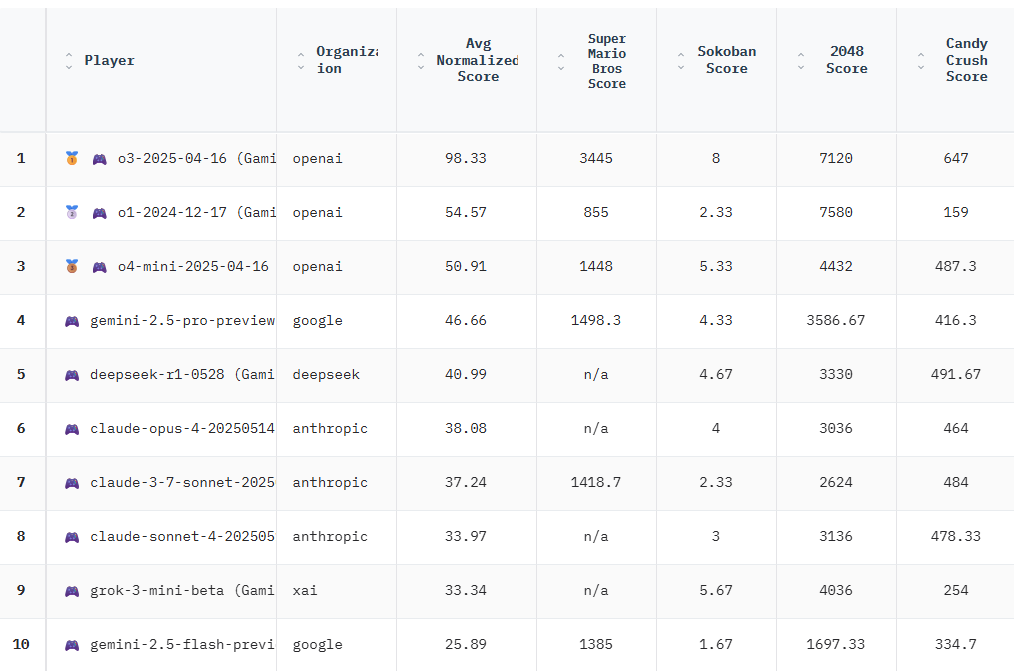 Player Organizat ion Avg Normalized Score Super Mario Bros Score Sokoban Score 2048 Score Candy Crush Score
1 o3-2025-04-16 (Gami openai 98.33 3445 8 7120 647
2 o1-2024-12-17 (Gami openai 54.57 855 2.33 7580 159
3 o4-mini-2025-04-16 openai 50.91 1448 5.33 4432 487.3
4 gemini-2.5-pro-preview google 46.66 1498.3 4.33 3586.67 416.3
5 deepseek-r1-0528 (Gami deepseek 40.99 n/a 4.67 3330 491.67
6 claude-opus-4-20250514 anthropic 38.08 n/a 4 3036 464
7 claude-3-7-sonnet-2025 anthropic 37.24 1418.7 2.33 2624 484
8 claude-sonnet-4-202505 anthropic 33.97 n/a 3 3136 478.33
9 grok-3-mini-beta (Gami xai 33.34 n/a 5.67 4036 254
10 gemini-2.5-flash-previ google 25.89 1385 1.67 1697.33 334.7